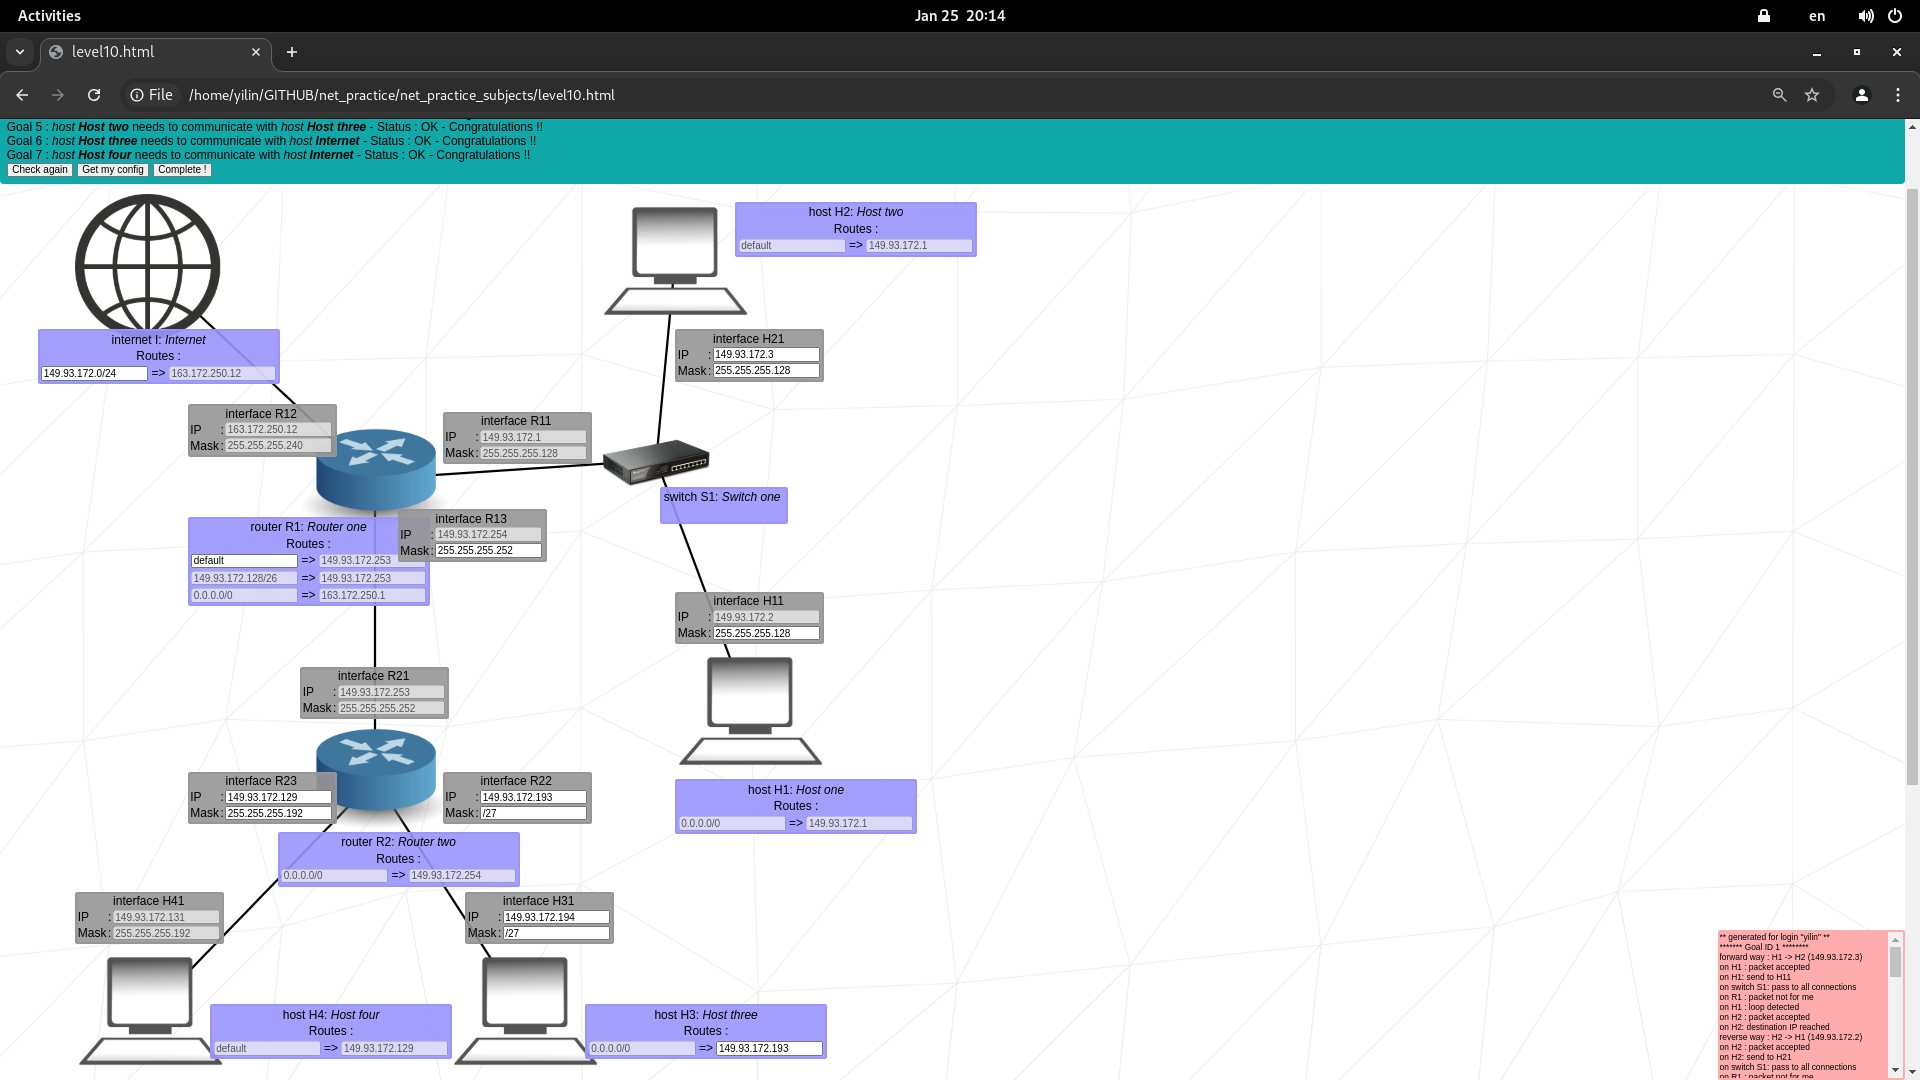 Activities
Jan 25 20:14
en
level10.html
File
/home/yilin/GITHUB/net_practice/net_practice_subjects/level10.html
Goal 5 : host Host two needs to communicate with host Host three - Status : OK - Congratulations !!
Goal 6 : host Host three needs to communicate with host Internet - Status : OK - Congratulations !!
Goal 7 : host Host four needs to communicate with host Internet - Status : OK - Congratulations !!
Check again Get my config Complete !
host H2: Host two
Routes :
default => 149.93.172.1
internet I: Internet
Routes :
149.93.172.0/24 => 163.172.250.12
interface H21
IP : 149.93.172.3
Mask : 255.255.255.128
interface R12
IP : 163.172.250.12
Mask : 255.255.255.240
interface R11
IP : 149.93.172.1
Mask : 255.255.255.128
switch S1: Switch one
interface R13
IP : 149.93.172.254
Mask : 255.255.255.252
router R1: Router one
Routes :
default => 149.93.172.253
149.93.172.128/26 => 149.93.172.253
0.0.0.0/0 => 163.172.250.1
interface H11
IP : 149.93.172.2
Mask : 255.255.255.128
interface R21
IP : 149.93.172.253
Mask : 255.255.255.252
interface R23
IP : 149.93.172.129
Mask : 255.255.255.192
interface R22
IP : 149.93.172.193
Mask : /27
host H1: Host one
Routes :
0.0.0.0/0 => 149.93.172.1
router R2: Router two
Routes :
0.0.0.0/0 => 149.93.172.254
interface H41
IP : 149.93.172.131
Mask : 255.255.255.192
interface H31
IP : 149.93.172.194
Mask : /27
host H4: Host four
Routes :
default => 149.93.172.129
host H3: Host three
Routes :
0.0.0.0/0 => 149.93.172.193
** generated for login "yilin" **
******* Goal ID 1 ********
forward way : H1 -> H2 (149.93.172.3)
on H1 : packet accepted
on H1: send to H11
on switch S1: pass to all connections
on R1 : packet not for me
on H1 : loop detected
on H2 : packet accepted
on H2: destination IP reached
reverse way : H2 -> H1 (149.93.172.2)
on H2 : packet accepted
on H2: send to H21
on switch S1: pass to all connections
on R1 : packet not for me